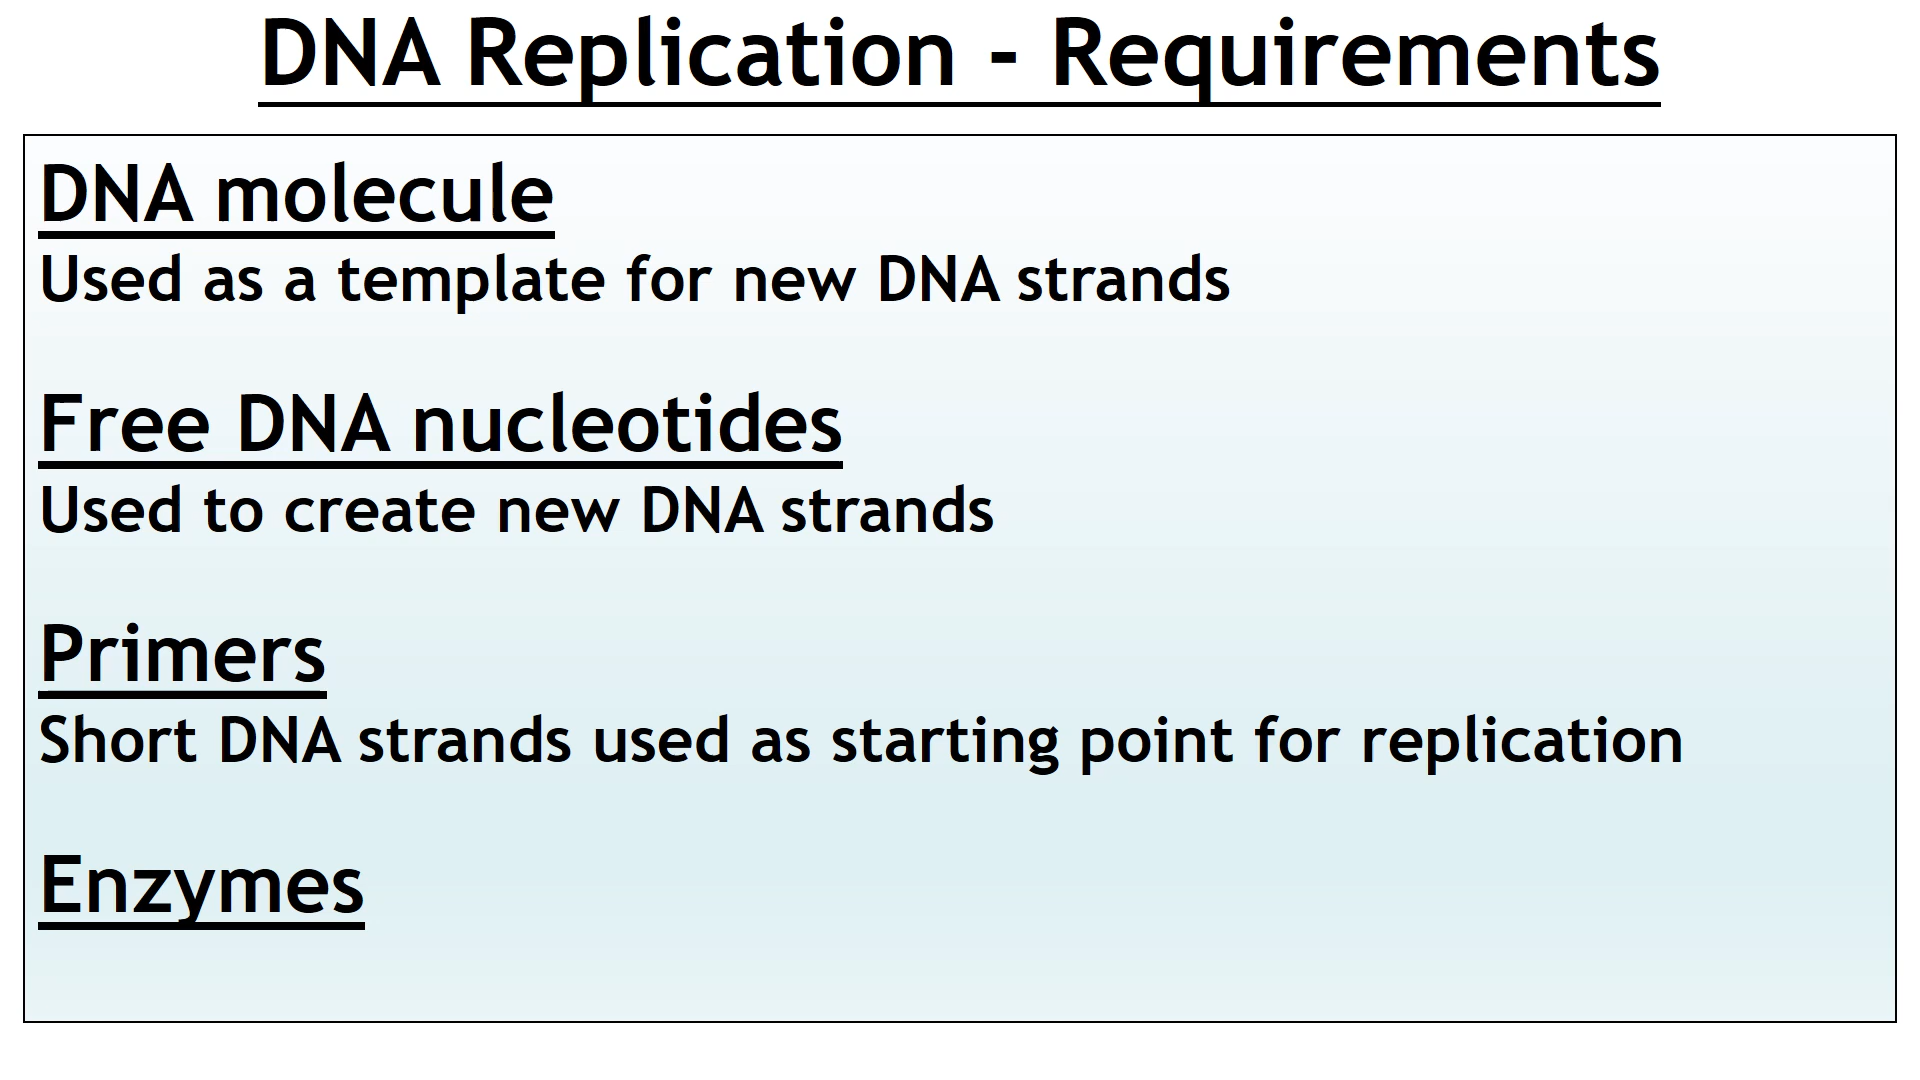 DNA Replication - Requirements
DNA molecule
Used as a template for new DNA strands
Free DNA nucleotides
Used to create new DNA strands
Primers
Short DNA strands used as starting point for replication
Enzymes